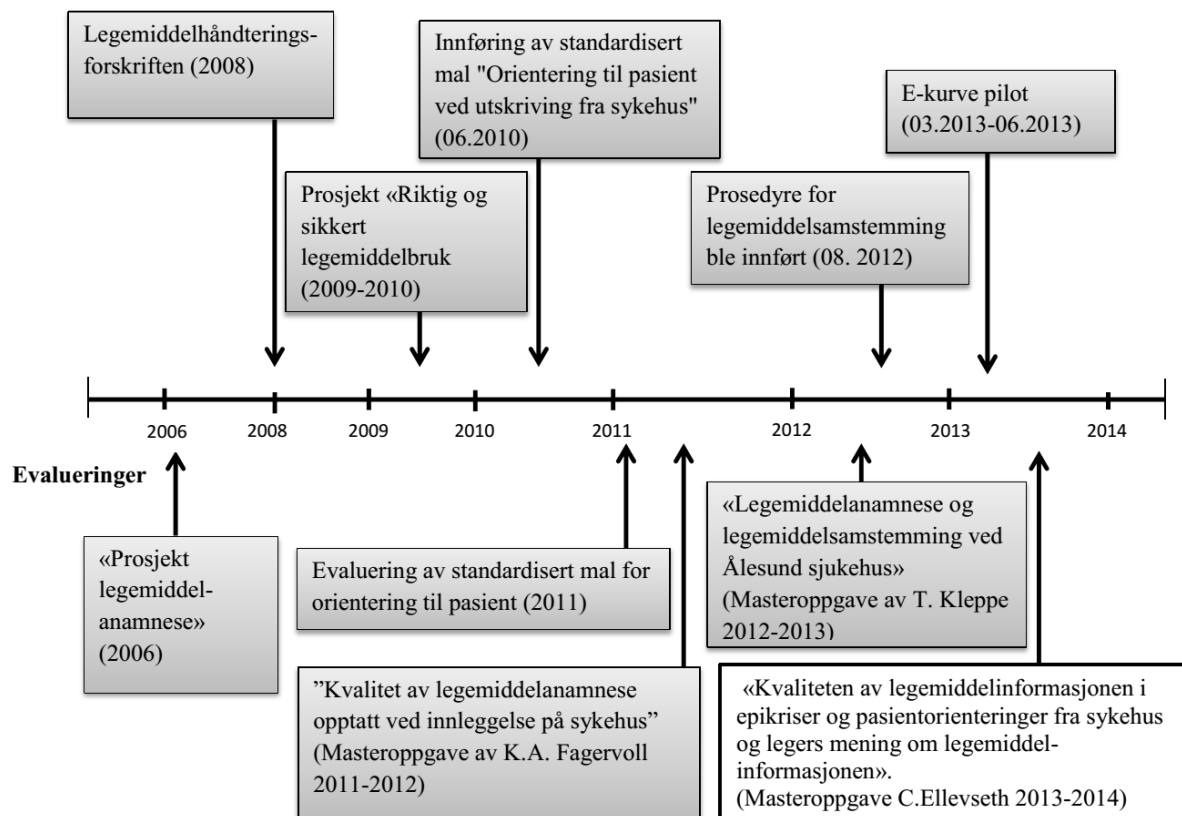 Legemiddelhåndterings-
forskriften (2008)
Innføring av standardisert
mal "Orientering til pasient
ved utskriving fra sykehus"
(06.2010)
E-kurve pilot
(03.2013-06.2013)
Prosjekt «Riktig og
sikkert
legemiddelbruk
(2009-2010)
Prosedyre for
legemiddelsamstemming
ble innført (08. 2012)
2006 2008 2009 2010 2011 2012 2013 2014
Evalueringer
«Prosjekt
legemiddel-
anamnese»
(2006)
Evaluering av standardisert mal for
orientering til pasient (2011)
«Legemiddelanamnese og
legemiddelsamstemming ved
Ålesund sjukehus»
(Masteroppgave av T. Kleppe
2012-2013)
”Kvalitet av legemiddelanamnese
opptatt ved innleggelse på sykehus”
(Masteroppgave av K.A. Fagervoll
2011-2012)
«Kvaliteten av legemiddelinformasjonen i
epikriser og pasientorienteringer fra sykehus
og legers mening om legemiddel-
informasjonen».
(Masteroppgave C.Ellevseth 2013-2014)